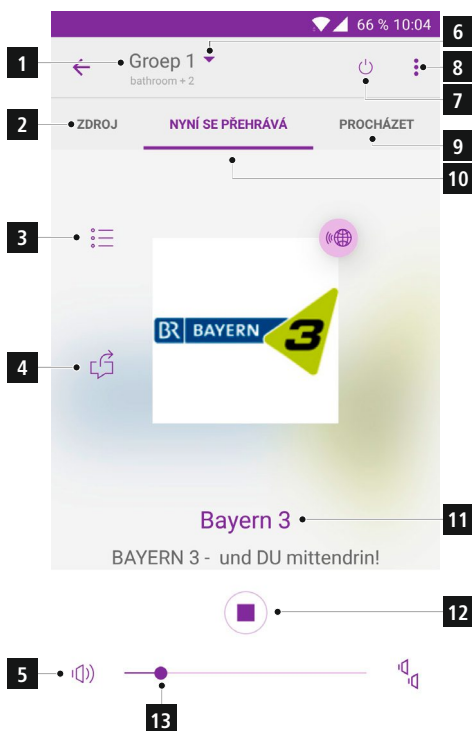 66 % 10:04
6
1
Groep 1
8
bathroom + 2
7
2
ZDROJ
NYNÍ SE PŘEHRÁVÁ
PROCHÁZET
9
10
3
BR BAYERN 3
4
Bayern 3
11
BAYERN 3 - und DU mittendrin!
12
5
13